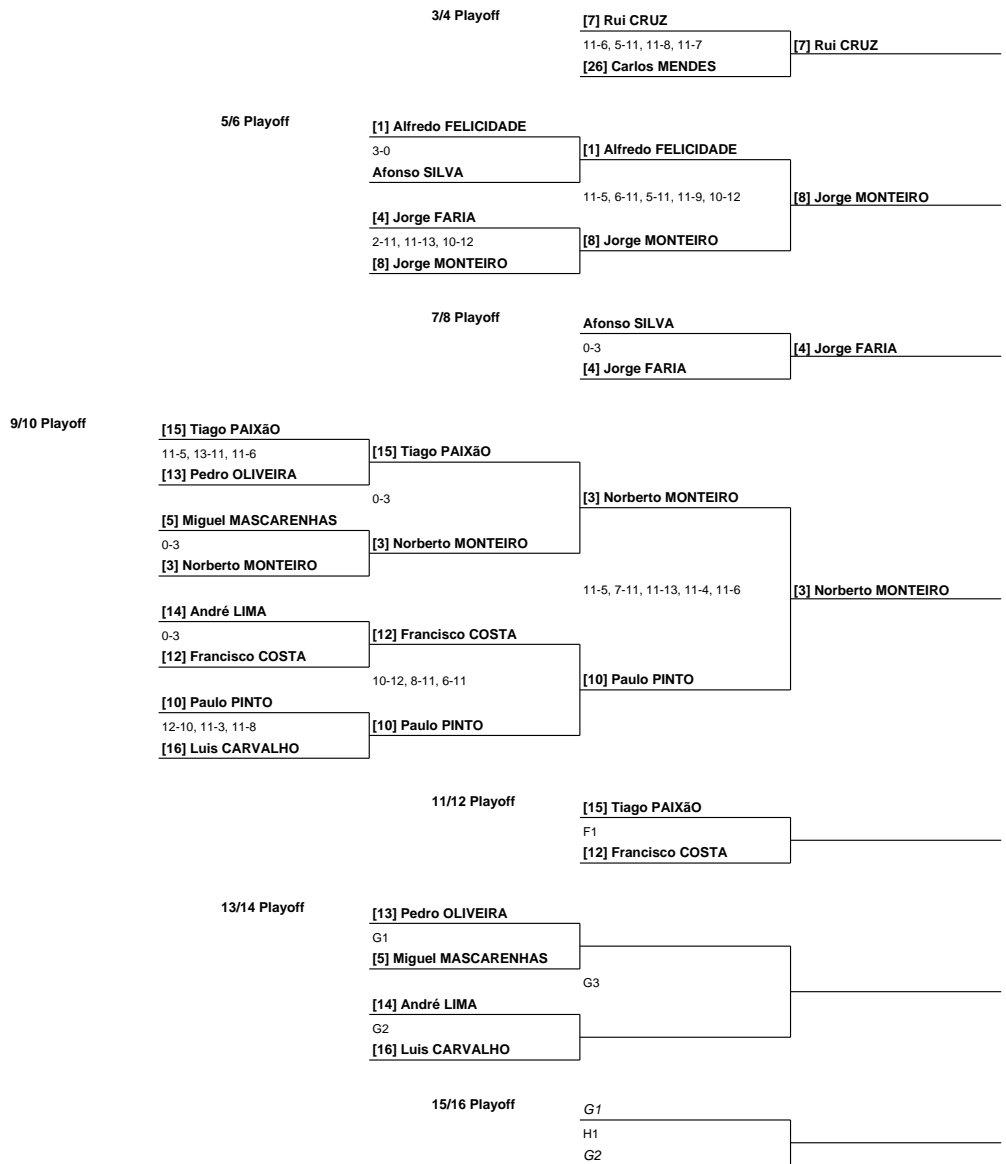 3/4 Playoff
[7] Rui CRUZ
11-6, 5-11, 11-8, 11-7
[7] Rui CRUZ
[26] Carlos MENDES
5/6 Playoff
[1] Alfredo FELICIDADE
3-0
[1] Alfredo FELICIDADE
Afonso SILVA
11-5, 6-11, 5-11, 11-9, 10-12
[8] Jorge MONTEIRO
[4] Jorge FARIA
2-11, 11-13, 10-12
[8] Jorge MONTEIRO
[8] Jorge MONTEIRO
7/8 Playoff
Afonso SILVA
0-3
[4] Jorge FARIA
[4] Jorge FARIA
9/10 Playoff
[15] Tiago PAIXãO
11-5, 13-11, 11-6
[15] Tiago PAIXãO
[13] Pedro OLIVEIRA
0-3
[3] Norberto MONTEIRO
[5] Miguel MASCARENHAS
0-3
[3] Norberto MONTEIRO
[3] Norberto MONTEIRO
11-5, 7-11, 11-13, 11-4, 11-6
[3] Norberto MONTEIRO
[14] André LIMA
0-3
[12] Francisco COSTA
[12] Francisco COSTA
10-12, 8-11, 6-11
[10] Paulo PINTO
[10] Paulo PINTO
12-10, 11-3, 11-8
[10] Paulo PINTO
[16] Luis CARVALHO
11/12 Playoff
[15] Tiago PAIXãO
F1
[12] Francisco COSTA
13/14 Playoff
[13] Pedro OLIVEIRA
G1
[5] Miguel MASCARENHAS
G3
[14] André LIMA
G2
[16] Luis CARVALHO
15/16 Playoff
G1
H1
G2